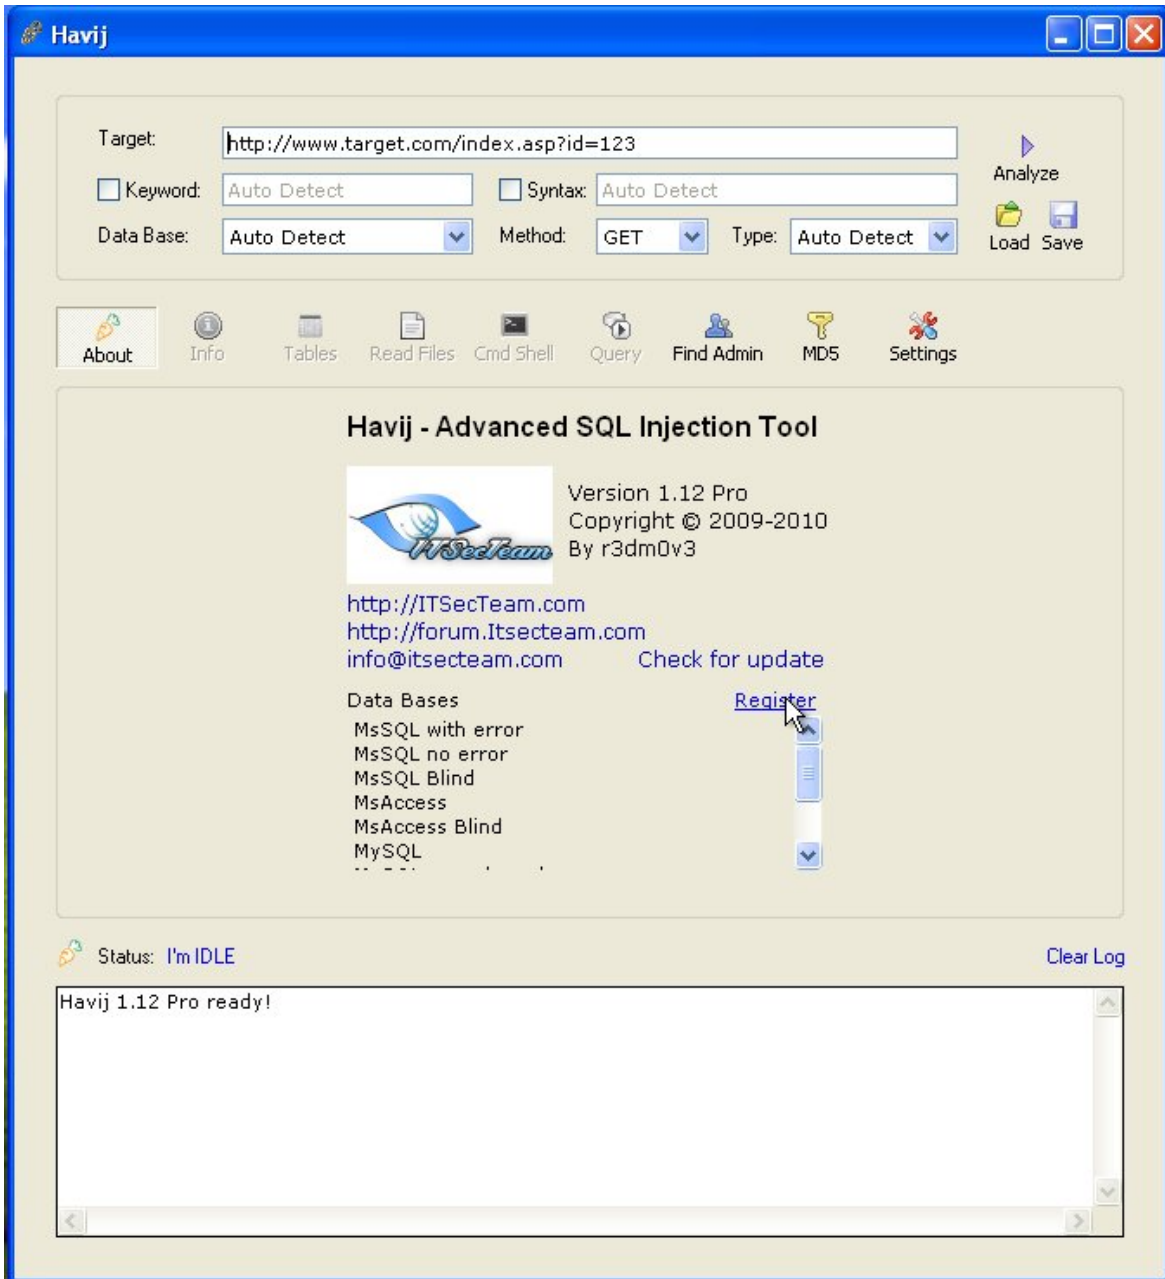 Havij
Target: http://www.target.com/index.asp?id=123
Analyze
Keyword: Auto Detect Syntax: Auto Detect
Data Base: Auto Detect Method: GET Type: Auto Detect
Load Save
About Info Tables Read Files Cmd Shell Query Find Admin MD5 Settings
Havij - Advanced SQL Injection Tool
ITSecTeam
Version 1.12 Pro
Copyright © 2009-2010
By r3dm0v3
http://ITSecTeam.com
http://forum.Itsecteam.com
info@itsecteam.com Check for update
Data Bases Register
MsSQL with error
MsSQL no error
MsSQL Blind
MsAccess
MsAccess Blind
MySQL
Status: I'm IDLE Clear Log
Havij 1.12 Pro ready!